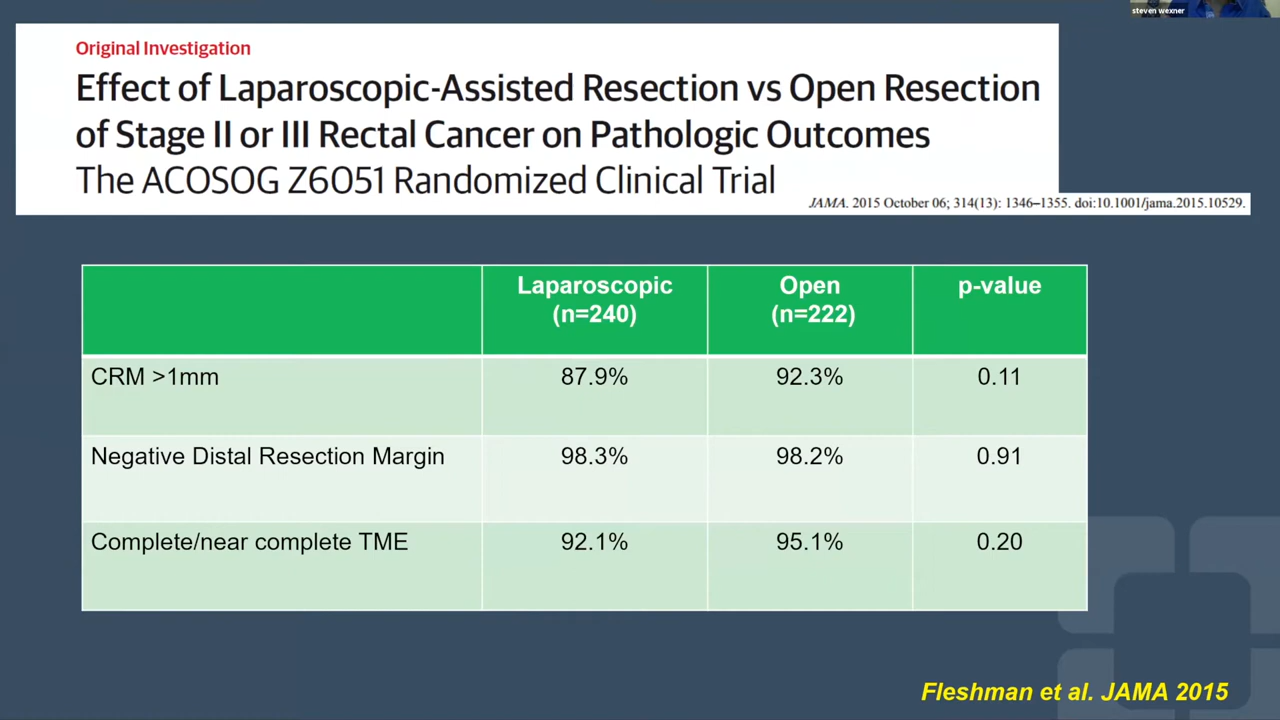 steven wexner
Original Investigation
Effect of Laparoscopic-Assisted Resection vs Open Resection
of Stage II or III Rectal Cancer on Pathologic Outcomes
The ACOSOG Z6051 Randomized Clinical Trial
JAMA. 2015 October 06; 314(13): 1346–1355. doi:10.1001/jama.2015.10529.
Laparoscopic Open p-value
(n=240) (n=222)
CRM >1mm 87.9% 92.3% 0.11
Negative Distal Resection Margin 98.3% 98.2% 0.91
Complete/near complete TME 92.1% 95.1% 0.20
Fleshman et al. JAMA 2015